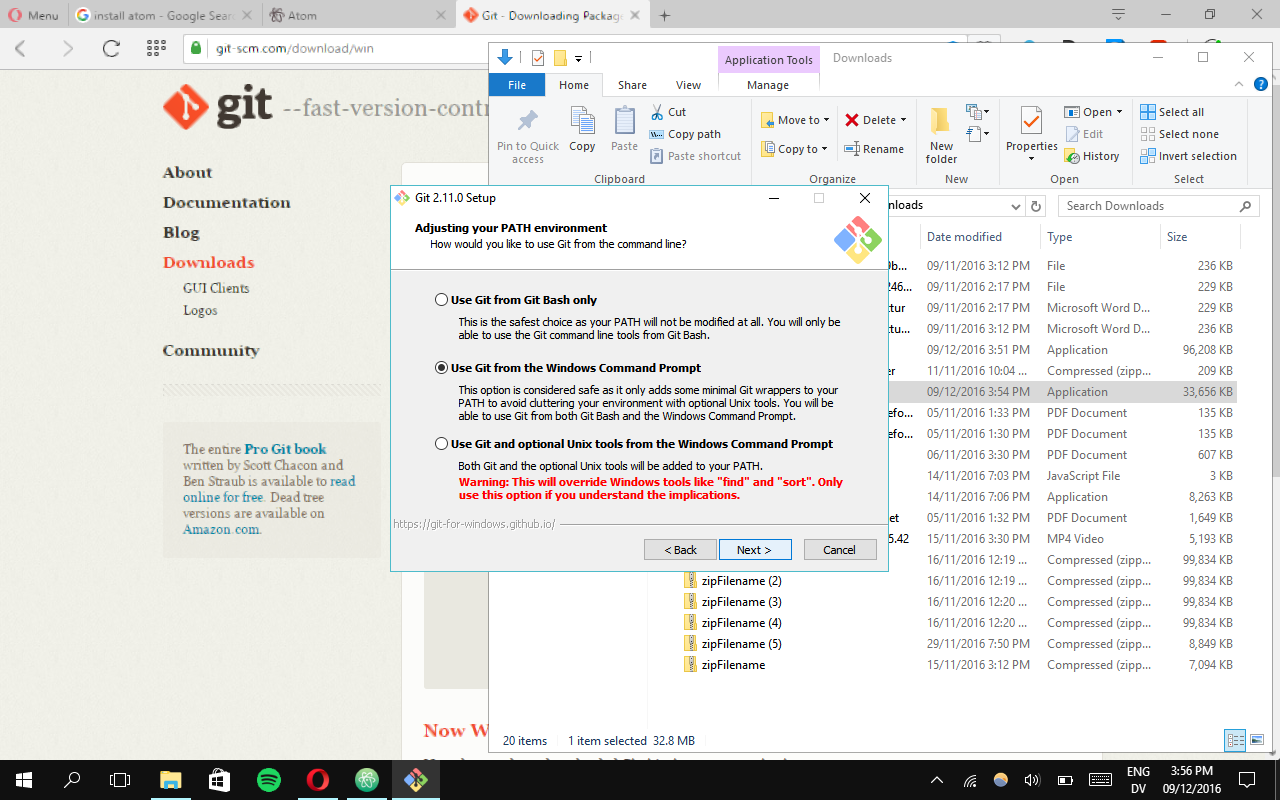 Menu
install atom - Google Sear
Atom
Git - Downloading Package
git-scm.com/download/win
git --fast-version-contr
About
Documentation
Blog
Downloads
GUI Clients
Logos
Community
The entire Pro Git book
written by Scott Chacon and
Ben Straub is available to read
online for free. Dead tree
versions are available on
Amazon.com.
Now W
Application Tools
Downloads
File
Home
Share
View
Manage
Pin to Quick
access
Copy
Paste
Cut
Copy path
Paste shortcut
Clipboard
Move to
Copy to
Delete
Rename
Organize
New
folder
New
Properties
Open
Edit
History
Open
Select all
Select none
Invert selection
Select
nloads
Search Downloads
Date modified Type Size
9b... 09/11/2016 3:12 PM File 236 KB
246... 09/11/2016 2:17 PM File 229 KB
ctur 09/11/2016 2:17 PM Microsoft Word D... 229 KB
ctu... 09/11/2016 3:12 PM Microsoft Word D... 236 KB
09/12/2016 3:51 PM Application 96,208 KB
er 11/11/2016 10:04 ... Compressed (zipp... 209 KB
09/12/2016 3:54 PM Application 33,656 KB
efo... 05/11/2016 1:33 PM PDF Document 135 KB
efo... 05/11/2016 1:30 PM PDF Document 135 KB
06/11/2016 3:30 PM PDF Document 607 KB
14/11/2016 7:03 PM JavaScript File 3 KB
14/11/2016 7:06 PM Application 8,263 KB
et 05/11/2016 1:32 PM PDF Document 1,649 KB
5.42 15/11/2016 3:30 PM MP4 Video 5,193 KB
16/11/2016 12:19 ... Compressed (zipp... 99,834 KB
zipFilename (2) 16/11/2016 12:19 ... Compressed (zipp... 99,834 KB
zipFilename (3) 16/11/2016 12:20 ... Compressed (zipp... 99,834 KB
zipFilename (4) 16/11/2016 12:20 ... Compressed (zipp... 99,834 KB
zipFilename (5) 29/11/2016 7:50 PM Compressed (zipp... 8,849 KB
zipFilename 15/11/2016 3:12 PM Compressed (zipp... 7,094 KB
20 items 1 item selected 32.8 MB
Git 2.11.0 Setup
Adjusting your PATH environment
How would you like to use Git from the command line?
Use Git from Git Bash only
This is the safest choice as your PATH will not be modified at all. You will only be
able to use the Git command line tools from Git Bash.
Use Git from the Windows Command Prompt
This option is considered safe as it only adds some minimal Git wrappers to your
PATH to avoid cluttering your environment with optional Unix tools. You will be
able to use Git from both Git Bash and the Windows Command Prompt.
Use Git and optional Unix tools from the Windows Command Prompt
Both Git and the optional Unix tools will be added to your PATH.
Warning: This will override Windows tools like "find" and "sort". Only
use this option if you understand the implications.
https://git-for-windows.github.io/
< Back
Next >
Cancel
ENG
DV
3:56 PM
09/12/2016